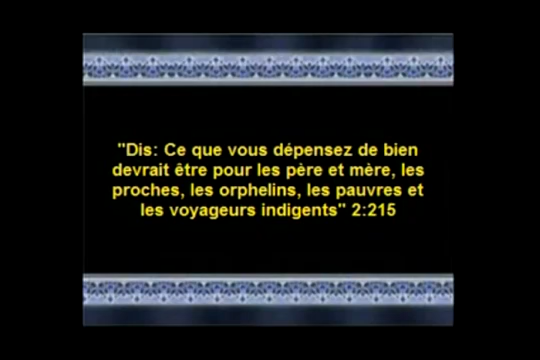 "Dis: Ce que vous dépensez de bien
devrait être pour les père et mère, les
proches, les orphelins, les pauvres et
les voyageurs indigents" 2:215